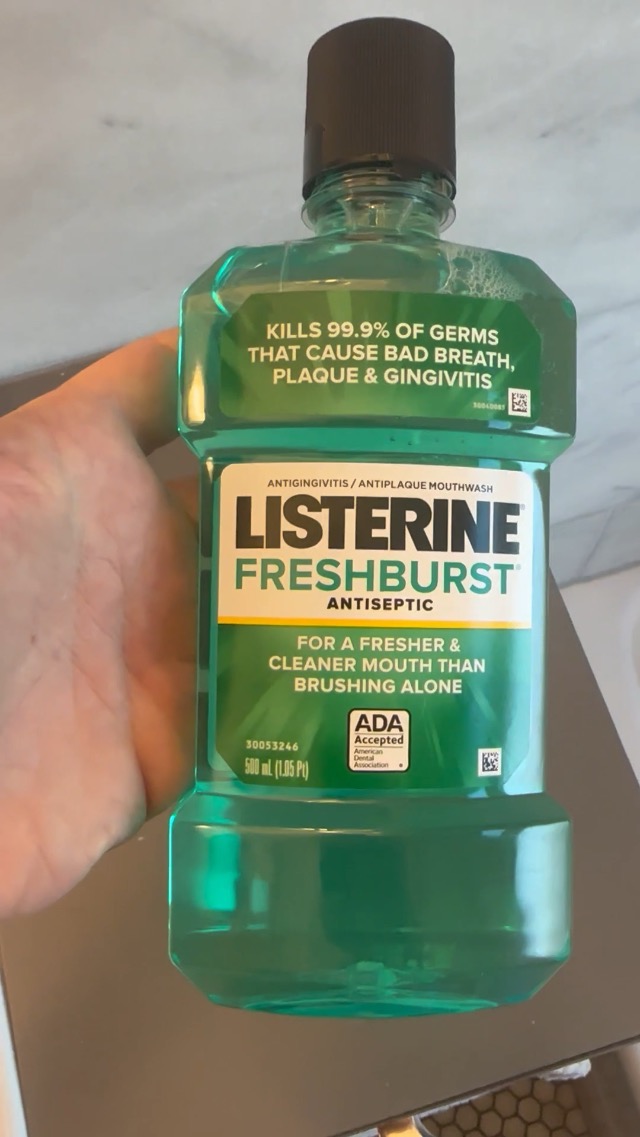 KILLS 99.9% OF GERMS
THAT CAUSE BAD BREATH,
PLAQUE & GINGIVITIS
ANTIGINGIVITIS / ANTIPLAQUE MOUTHWASH
LISTERINE®
FRESHBURST®
ANTISEPTIC
FOR A FRESHER &
CLEANER MOUTH THAN
BRUSHING ALONE
ADA
Accepted
American
Dental
Association
30053246
500 mL (1.05 Pt)